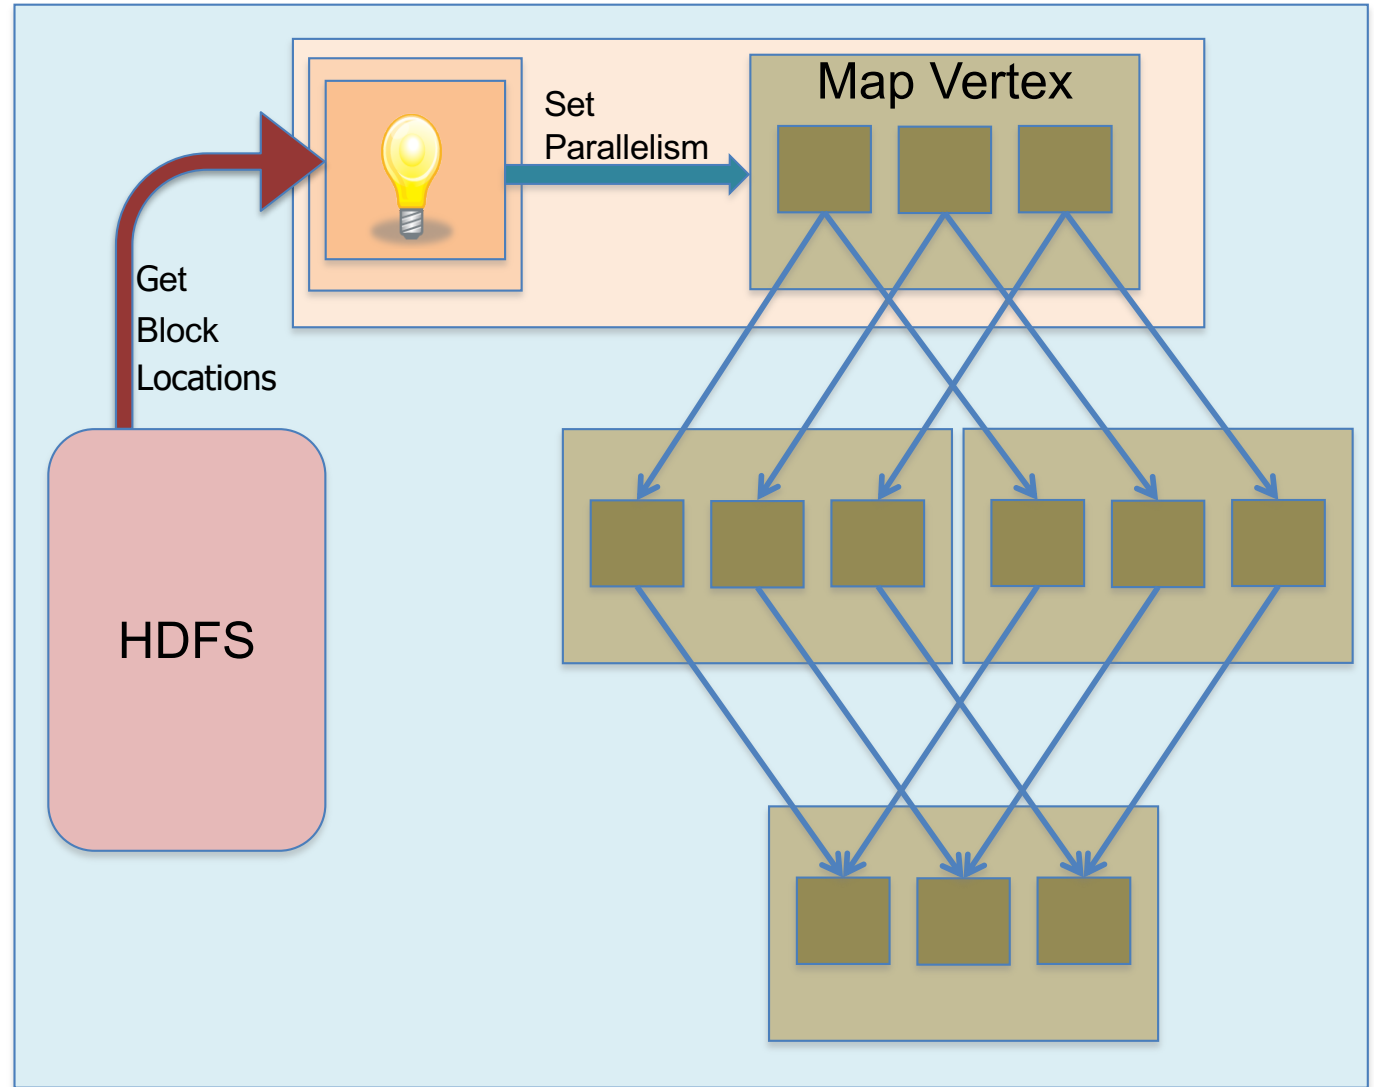 Map Vertex
Set
Parallelism
Get
Block
Locations
HDFS